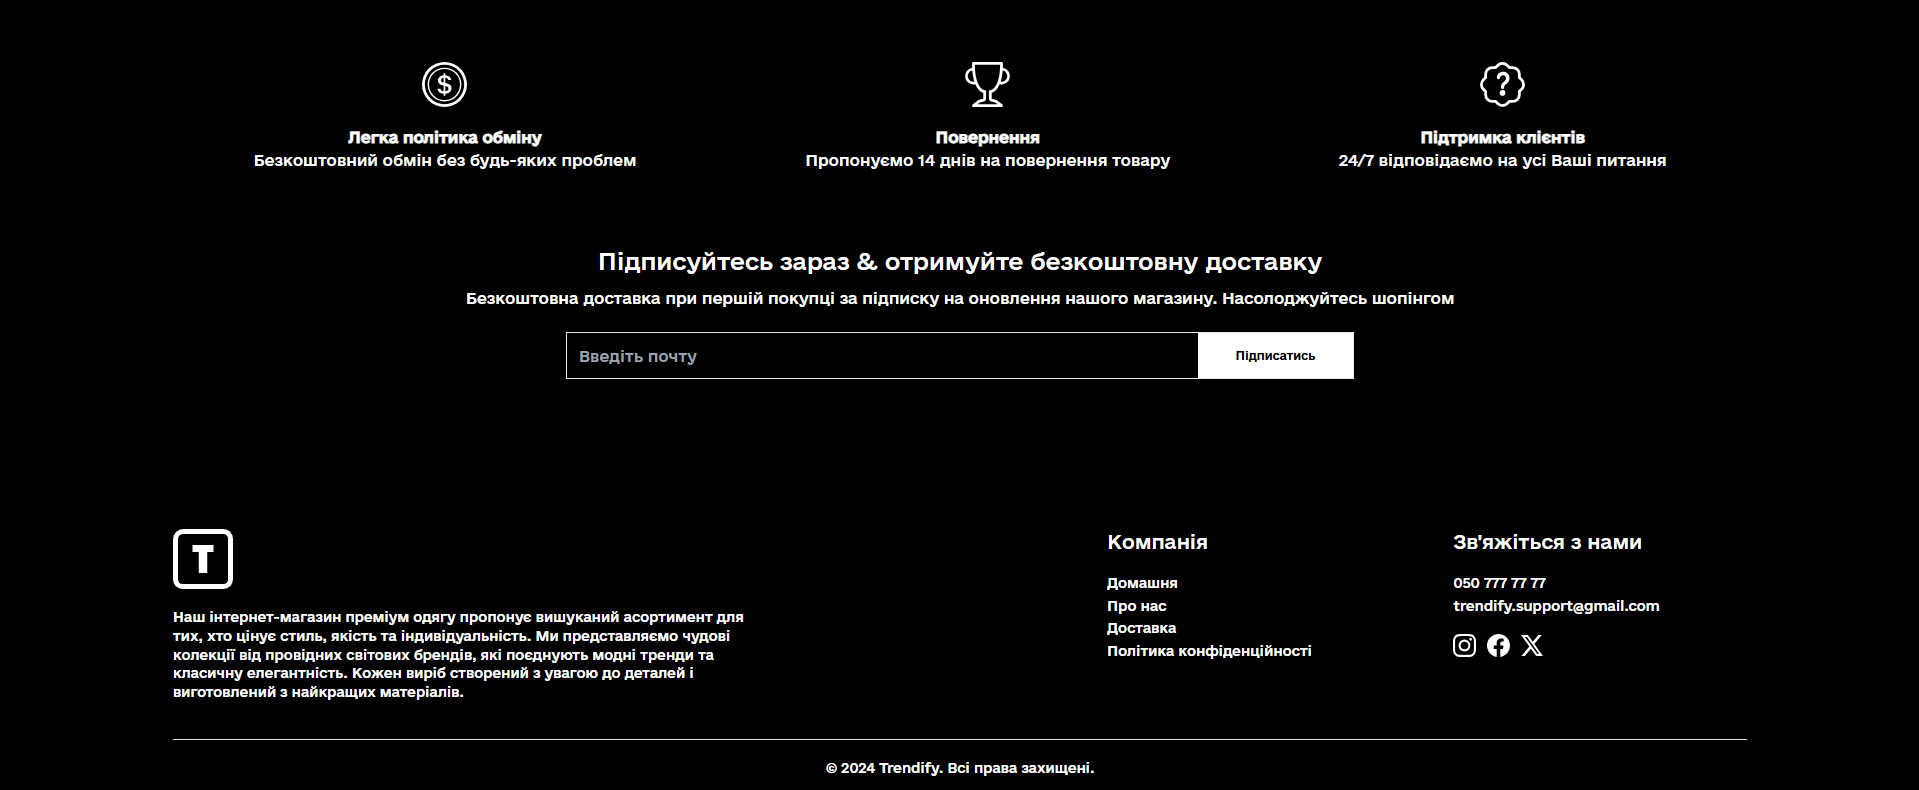 Легка політика обміну
Безкоштовний обмін без будь-яких проблем
Повернення
Пропонуємо 14 днів на повернення товару
Підтримка клієнтів
24/7 відповідаємо на усі Ваші питання
Підписуйтесь зараз & отримуйте безкоштовну доставку
Безкоштовна доставка при першій покупці за підписку на оновлення нашого магазину. Насолоджуйтесь шопінгом
Введіть почту
Підписатись
T
Наш інтернет-магазин преміум одягу пропонує вишуканий асортимент для
тих, хто цінує стиль, якість та індивідуальність. Ми представляємо чудові
колекції від провідних світових брендів, які поєднують модні тренди та
класичну елегантність. Кожен виріб створений з увагою до деталей і
виготовлений з найкращих матеріалів.
Компанія
Домашня
Про нас
Доставка
Політика конфіденційності
Зв'яжіться з нами
050 777 77 77
trendify.support@gmail.com
© 2024 Trendify. Всі права захищені.